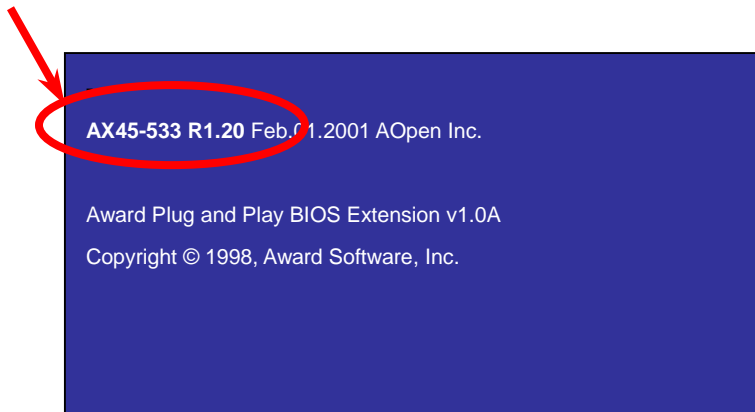 AX45-533 R1.20 Feb.01.2001 AOpen Inc.
Award Plug and Play BIOS Extension v1.0A
Copyright © 1998, Award Software, Inc.